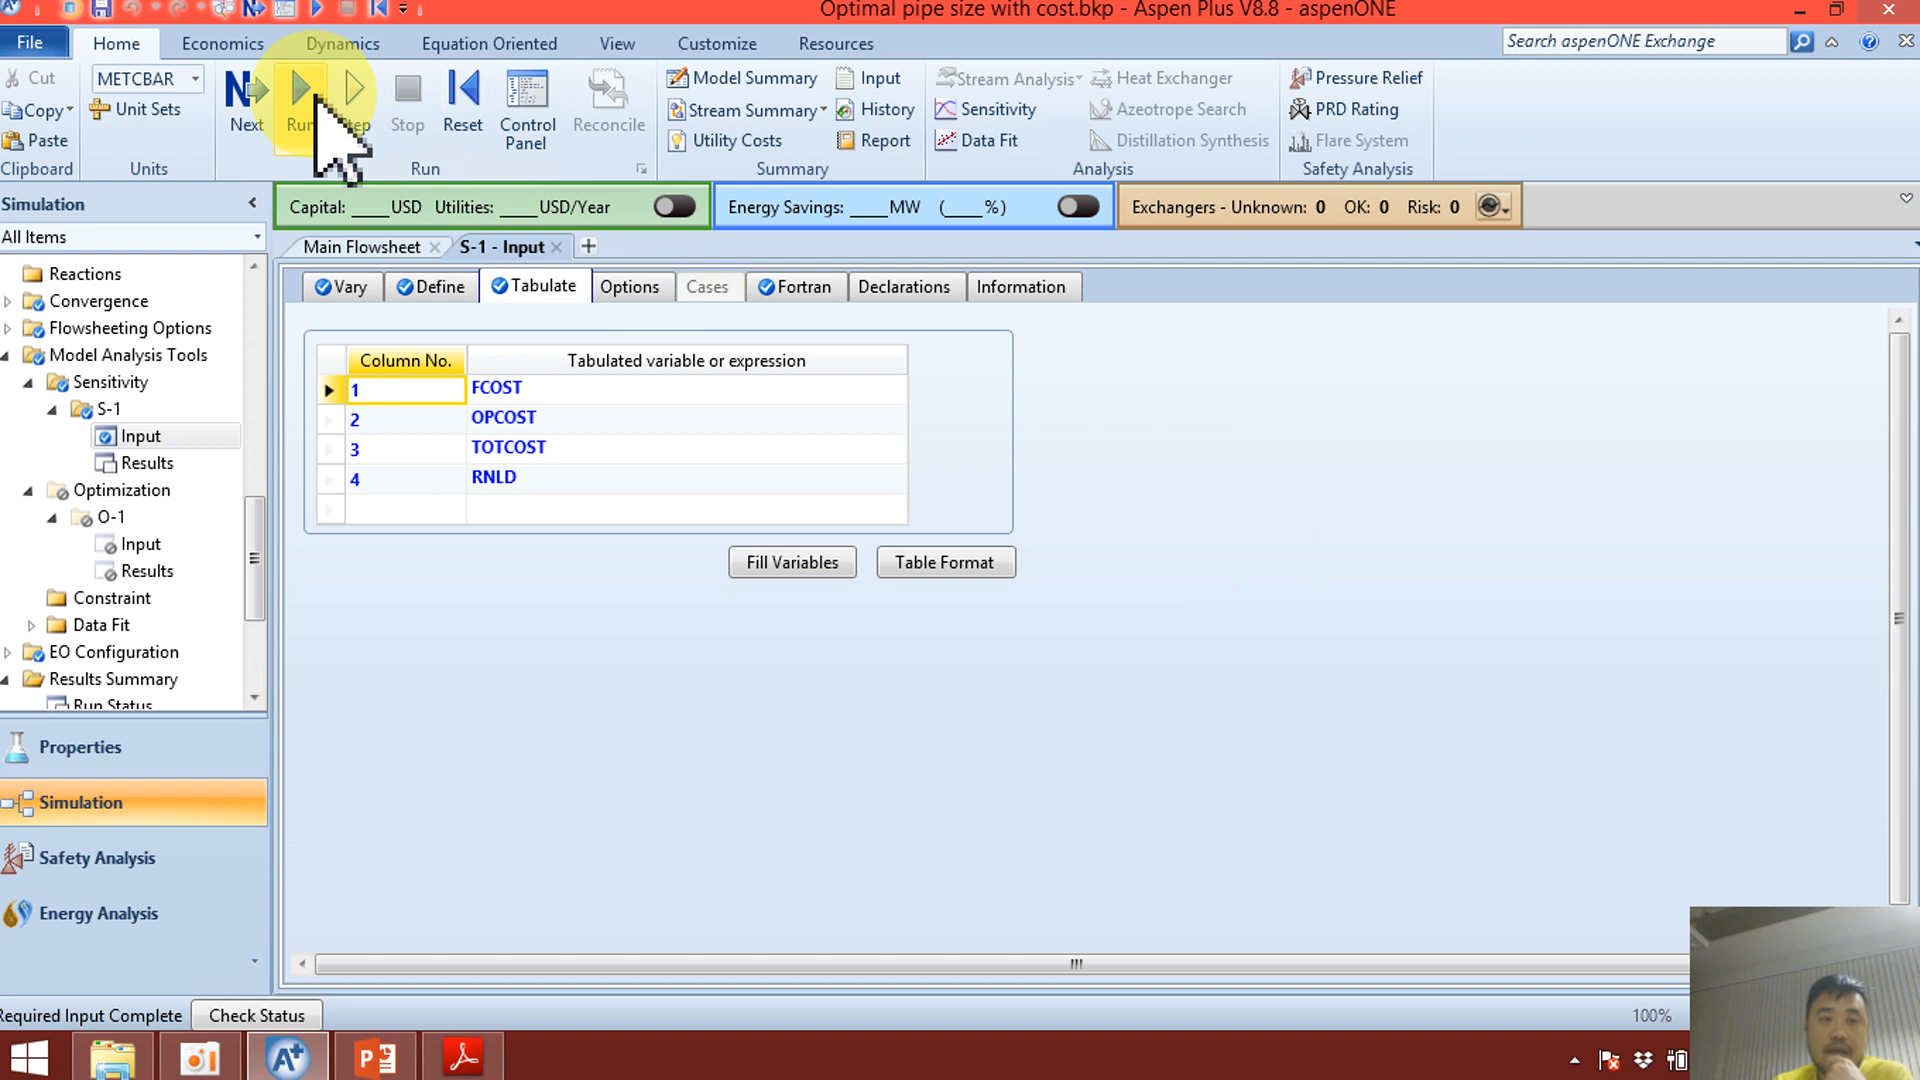 Optimal pipe size with cost.bkp - Aspen Plus V8.8 - aspenONE
File Home Economics Dynamics Equation Oriented View Customize Resources Search aspenONE Exchange
Cut METCBAR Model Summary Input Stream Analysis Heat Exchanger Pressure Relief
Copy Unit Sets Stream Summary History Sensitivity Azeotrope Search PRD Rating
Paste Next Run Step Stop Reset Control Panel Reconcile Utility Costs Report Data Fit Distillation Synthesis Flare System
Clipboard Units Run Summary Analysis Safety Analysis
Simulation
Capital: ____USD Utilities: ____USD/Year Energy Savings: ____MW (____%) Exchangers - Unknown: 0 OK: 0 Risk: 0
All Items
Main Flowsheet S-1 - Input
Vary Define Tabulate Options Cases Fortran Declarations Information
Reactions
Convergence
Flowsheeting Options
Model Analysis Tools
Sensitivity
S-1
Input
Results
Optimization
O-1
Input
Results
Constraint
Data Fit
EO Configuration
Results Summary
Run Status
Column No. Tabulated variable or expression
1 FCOST
2 OPCOST
3 TOTCOST
4 RNLD
Fill Variables Table Format
Properties
Simulation
Safety Analysis
Energy Analysis
Required Input Complete Check Status 100%